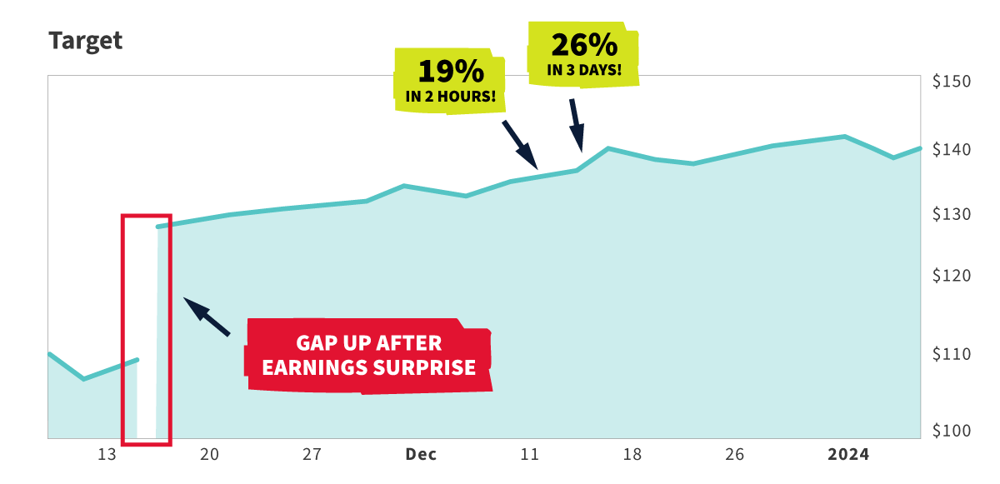 Target
19%
IN 2 HOURS!
26%
IN 3 DAYS!
$150
$140
$130
$120
$110
$100
GAP UP AFTER
EARNINGS SURPRISE
13 20 27 Dec 11 18 26 2024